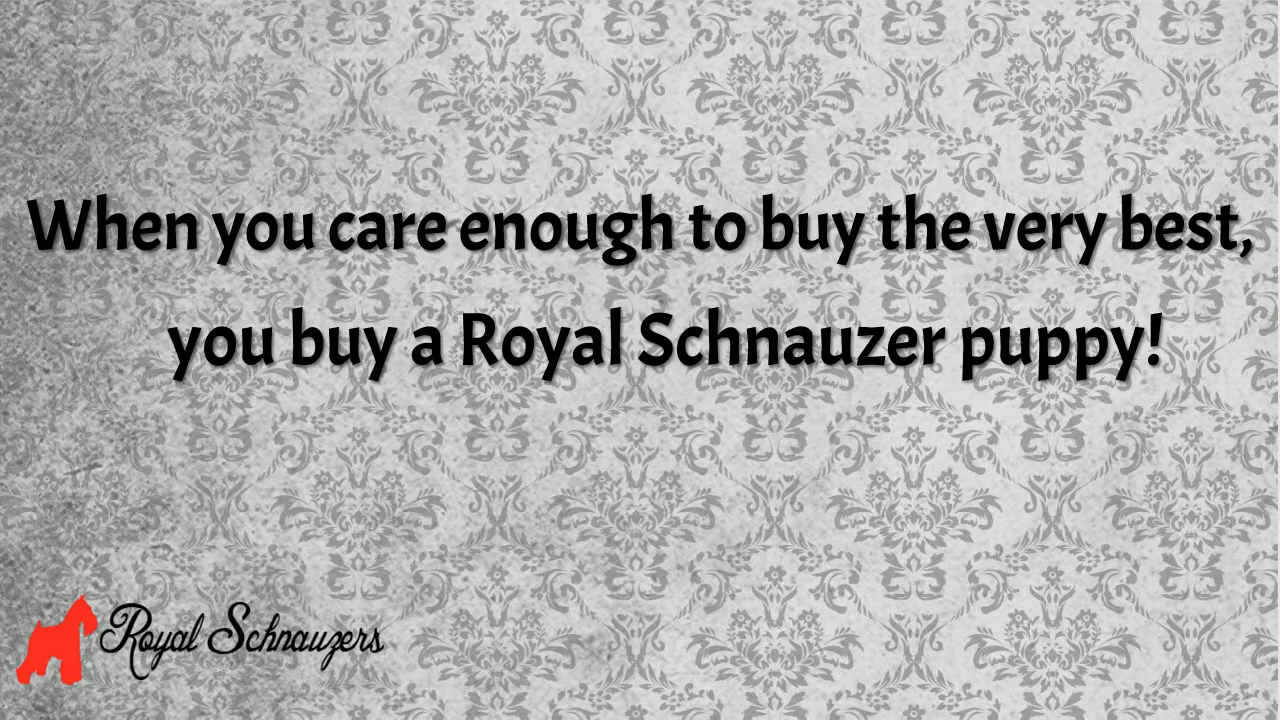 When you care enough to buy the very best,
you buy a Royal Schnauzer puppy!
Royal Schnauzers